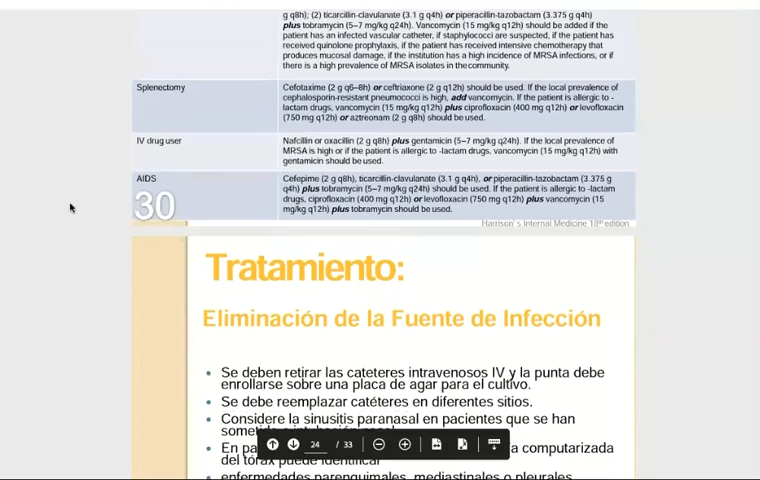 g q8h); (2) ticarcillin-clavulanate (3.1 g q4h) or piperacillin-tazobactam (3.375 g q4h)
plus tobramycin (5–7 mg/kg q24h). Vancomycin (15 mg/kg q12h) should be added if the
patient has an infected vascular catheter, if staphylococci are suspected, if the patient has
received quinolone prophylaxis, if the patient has received intensive chemotherapy that
produces mucosal damage, if the institution has a high incidence of MRSA infections, or if
there is a high prevalence of MRSA isolates in the community.
Splenectomy
Cefotaxime (2 g q6–8h) or ceftriaxone (2 g q12h) should be used. If the local prevalence of
cephalosporin-resistant pneumococci is high, add vancomycin. If the patient is allergic to -
lactam drugs, vancomycin (15 mg/kg q12h) plus ciprofloxacin (400 mg q12h) or levofloxacin
(750 mg q12h) or aztreonam (2 g q8h) should be used.
IV drug user
Nafcillin or oxacillin (2 g q8h) plus gentamicin (5–7 mg/kg q24h). If the local prevalence of
MRSA is high or if the patient is allergic to -lactam drugs, vancomycin (15 mg/kg q12h) with
gentamicin should be used.
AIDS
Cefepime (2 g q8h), ticarcillin-clavulanate (3.1 g q4h), or piperacillin-tazobactam (3.375 g
q4h) plus tobramycin (5–7 mg/kg q24h) should be used. If the patient is allergic to -lactam
drugs, ciprofloxacin (400 mg q12h) or levofloxacin (750 mg q12h) plus vancomycin (15
mg/kg q12h) plus tobramycin should be used.
30
Harrison's Internal Medicine 18th edition
Tratamiento:
Eliminación de la Fuente de Infección
• Se deben retirar las cateteres intravenosos IV y la punta debe
enrollarse sobre una placa de agar para el cultivo.
• Se debe reemplazar catéteres en diferentes sitios.
• Considere la sinusitis paranasal en pacientes que se han
• En a computarizada
24 / 33
del tórax puede identificar
• enfermedades parenquimales, mediastinales o pleurales